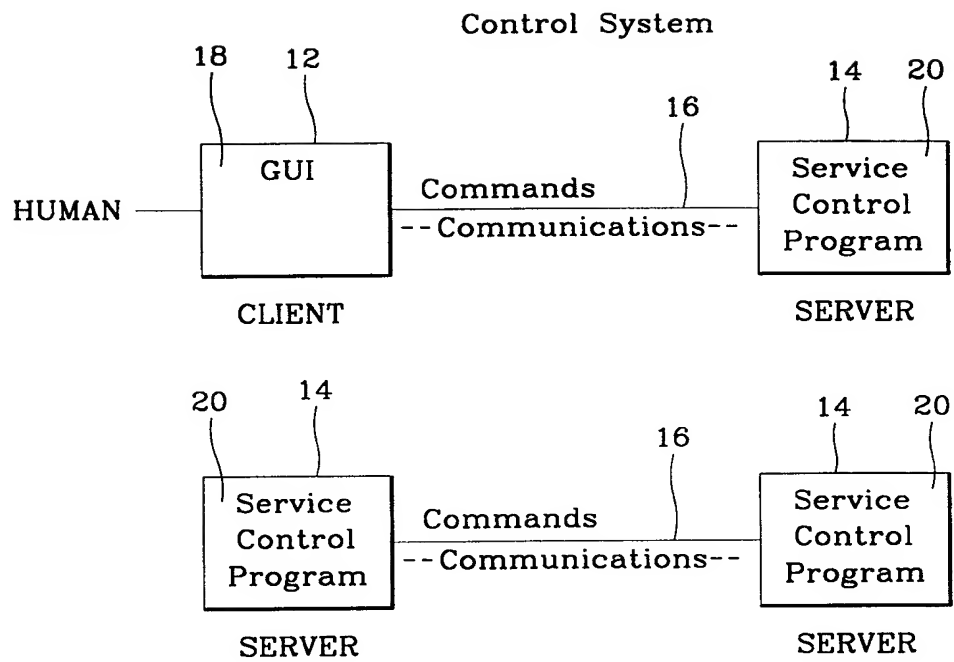 Control System
18 12 14 20
16
GUI
Service
Control
Program
HUMAN
Commands
--Communications--
CLIENT
SERVER
20 14 14 20
16
Service
Control
Program
Commands
--Communications--
Service
Control
Program
SERVER
SERVER